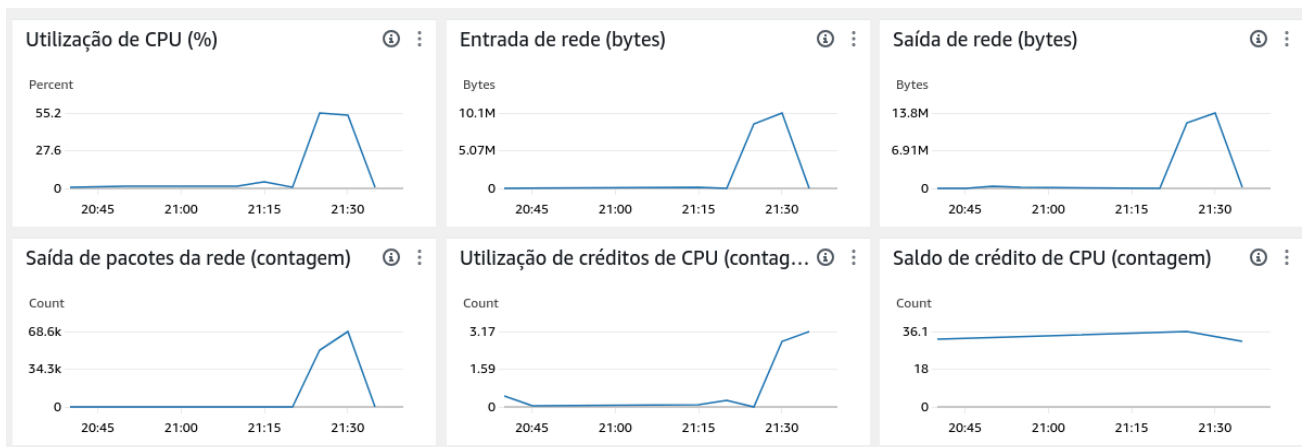 Utilização de CPU (%)
Percent
55.2
27.6
0
20:45 21:00 21:15 21:30
Entrada de rede (bytes)
Bytes
10.1M
5.07M
0
20:45 21:00 21:15 21:30
Saída de rede (bytes)
Bytes
13.8M
6.91M
0
20:45 21:00 21:15 21:30
Saída de pacotes da rede (contagem)
Count
68.6k
34.3k
0
20:45 21:00 21:15 21:30
Utilização de créditos de CPU (contag...
Count
3.17
1.59
0
20:45 21:00 21:15 21:30
Saldo de crédito de CPU (contagem)
Count
36.1
18
0
20:45 21:00 21:15 21:30